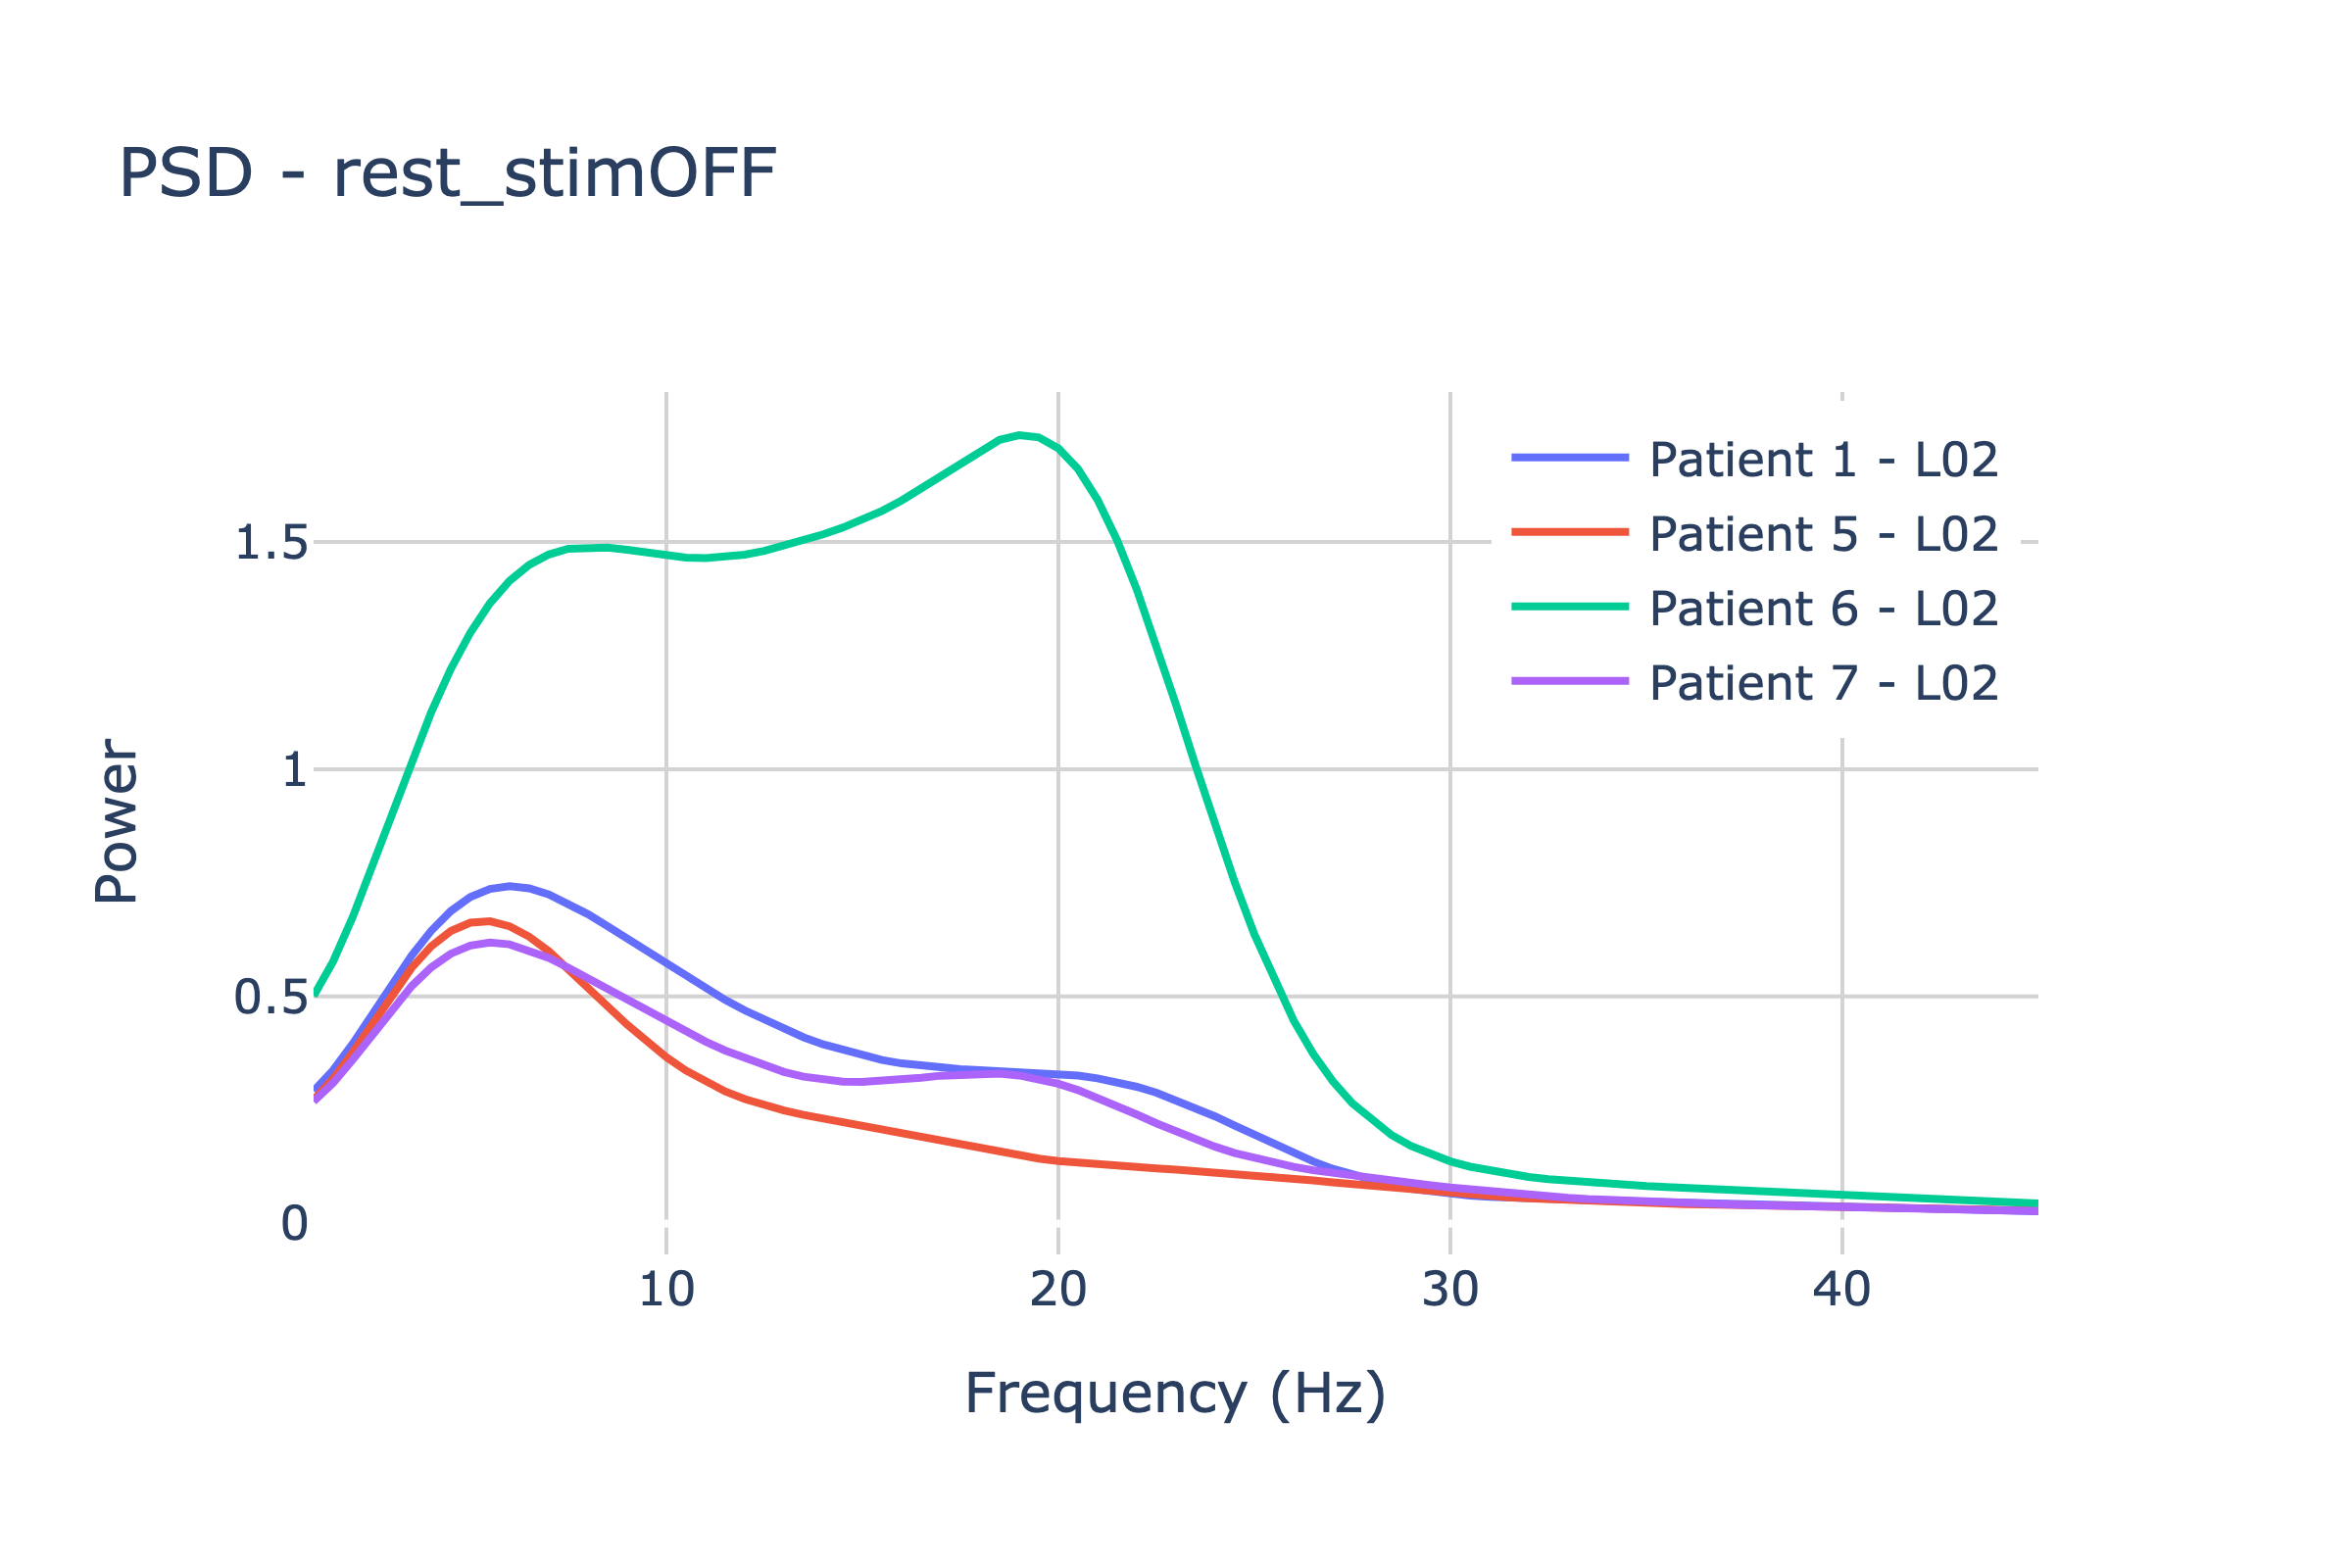 PSD - rest_stimOFF
Patient 1 - L02
Patient 5 - L02
Patient 6 - L02
Patient 7 - L02
1.5
1
0.5
0
Power
10 20 30 40
Frequency (Hz)